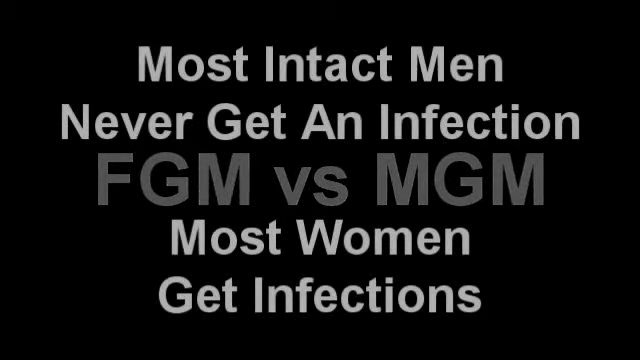 Most Intact Men
Never Get An Infection
FGM vs MGM
Most Women
Get Infections